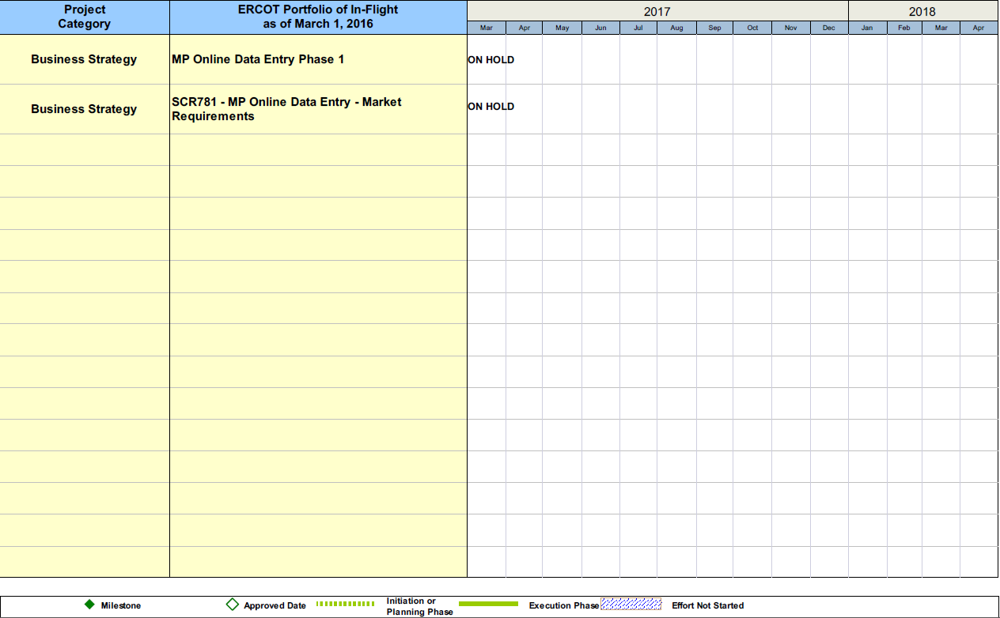 Project
Category
ERCOT Portfolio of In-Flight
as of March 1, 2016
2017
2018
Mar Apr May Jun Jul Aug Sep Oct Nov Dec Jan Feb Mar Apr
Business Strategy
MP Online Data Entry Phase 1
ON HOLD
Business Strategy
SCR781 - MP Online Data Entry - Market
Requirements
ON HOLD
Milestone
Approved Date
Initiation or
Planning Phase
Execution Phase
Effort Not Started